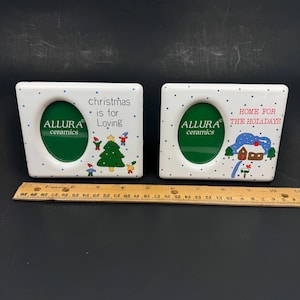 christmas
is for
Loving
ALLURA
ceramics
HOME FOR
THE HOLIDAYS
ALLURA
ceramics